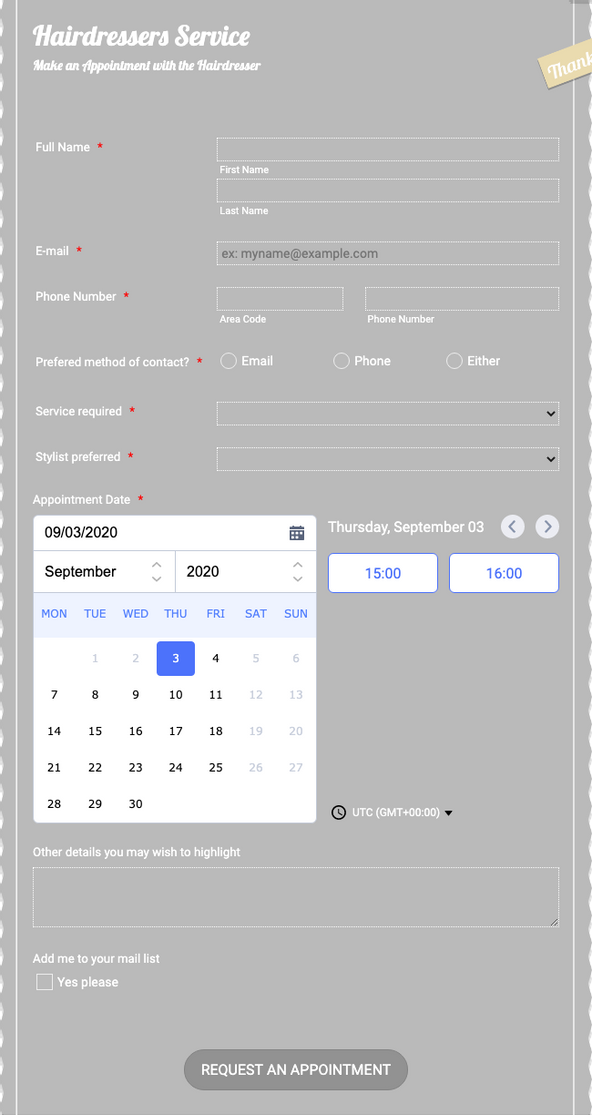 Hairdressers Service
Make an Appointment with the Hairdresser
Thank
Full Name *
First Name
Last Name
E-mail *
ex: myname@example.com
Phone Number *
Area Code Phone Number
Prefered method of contact? * Email Phone Either
Service required *
Stylist preferred *
Appointment Date *
09/03/2020
Thursday, September 03
September 2020
15:00 16:00
MON TUE WED THU FRI SAT SUN
1 2 3 4 5 6
7 8 9 10 11 12 13
14 15 16 17 18 19 20
21 22 23 24 25 26 27
28 29 30
UTC (GMT+00:00)
Other details you may wish to highlight
Add me to your mail list
Yes please
REQUEST AN APPOINTMENT